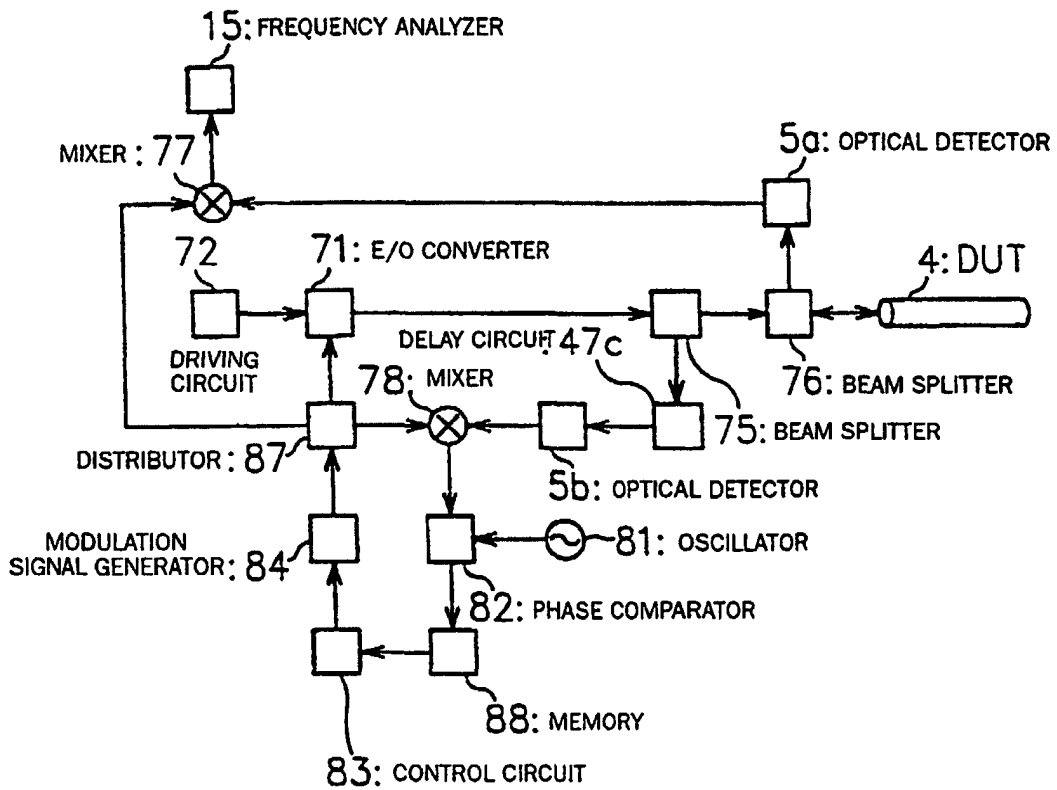 15: FREQUENCY ANALYZER
MIXER : 77
5a: OPTICAL DETECTOR
72
71: E/O CONVERTER
4: DUT
DRIVING
CIRCUIT
DELAY CIRCUIT: 47c
78: MIXER
76: BEAM SPLITTER
75: BEAM SPLITTER
DISTRIBUTOR : 87
5b: OPTICAL DETECTOR
MODULATION
SIGNAL GENERATOR: 84
81: OSCILLATOR
82: PHASE COMPARATOR
88: MEMORY
83: CONTROL CIRCUIT